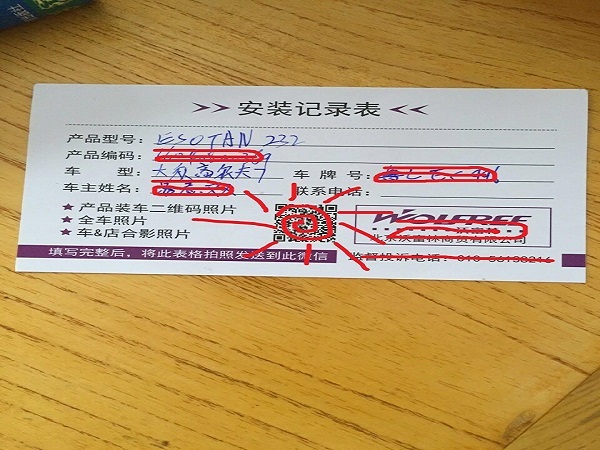 >> 安装记录表 <<
产品型号: ESOTAN 232
产品编码:
车 型: 大众高尔夫7 车 牌 号:
车主姓名: 联系电话:
★ 产品装车二维码照片
★ 全车照片
★ 车&店合影照片
WOLFREE
北京沃富林商贸有限公司
填写完整后，将此表格拍照发送到此微信 监督投诉电话: 010-56198216